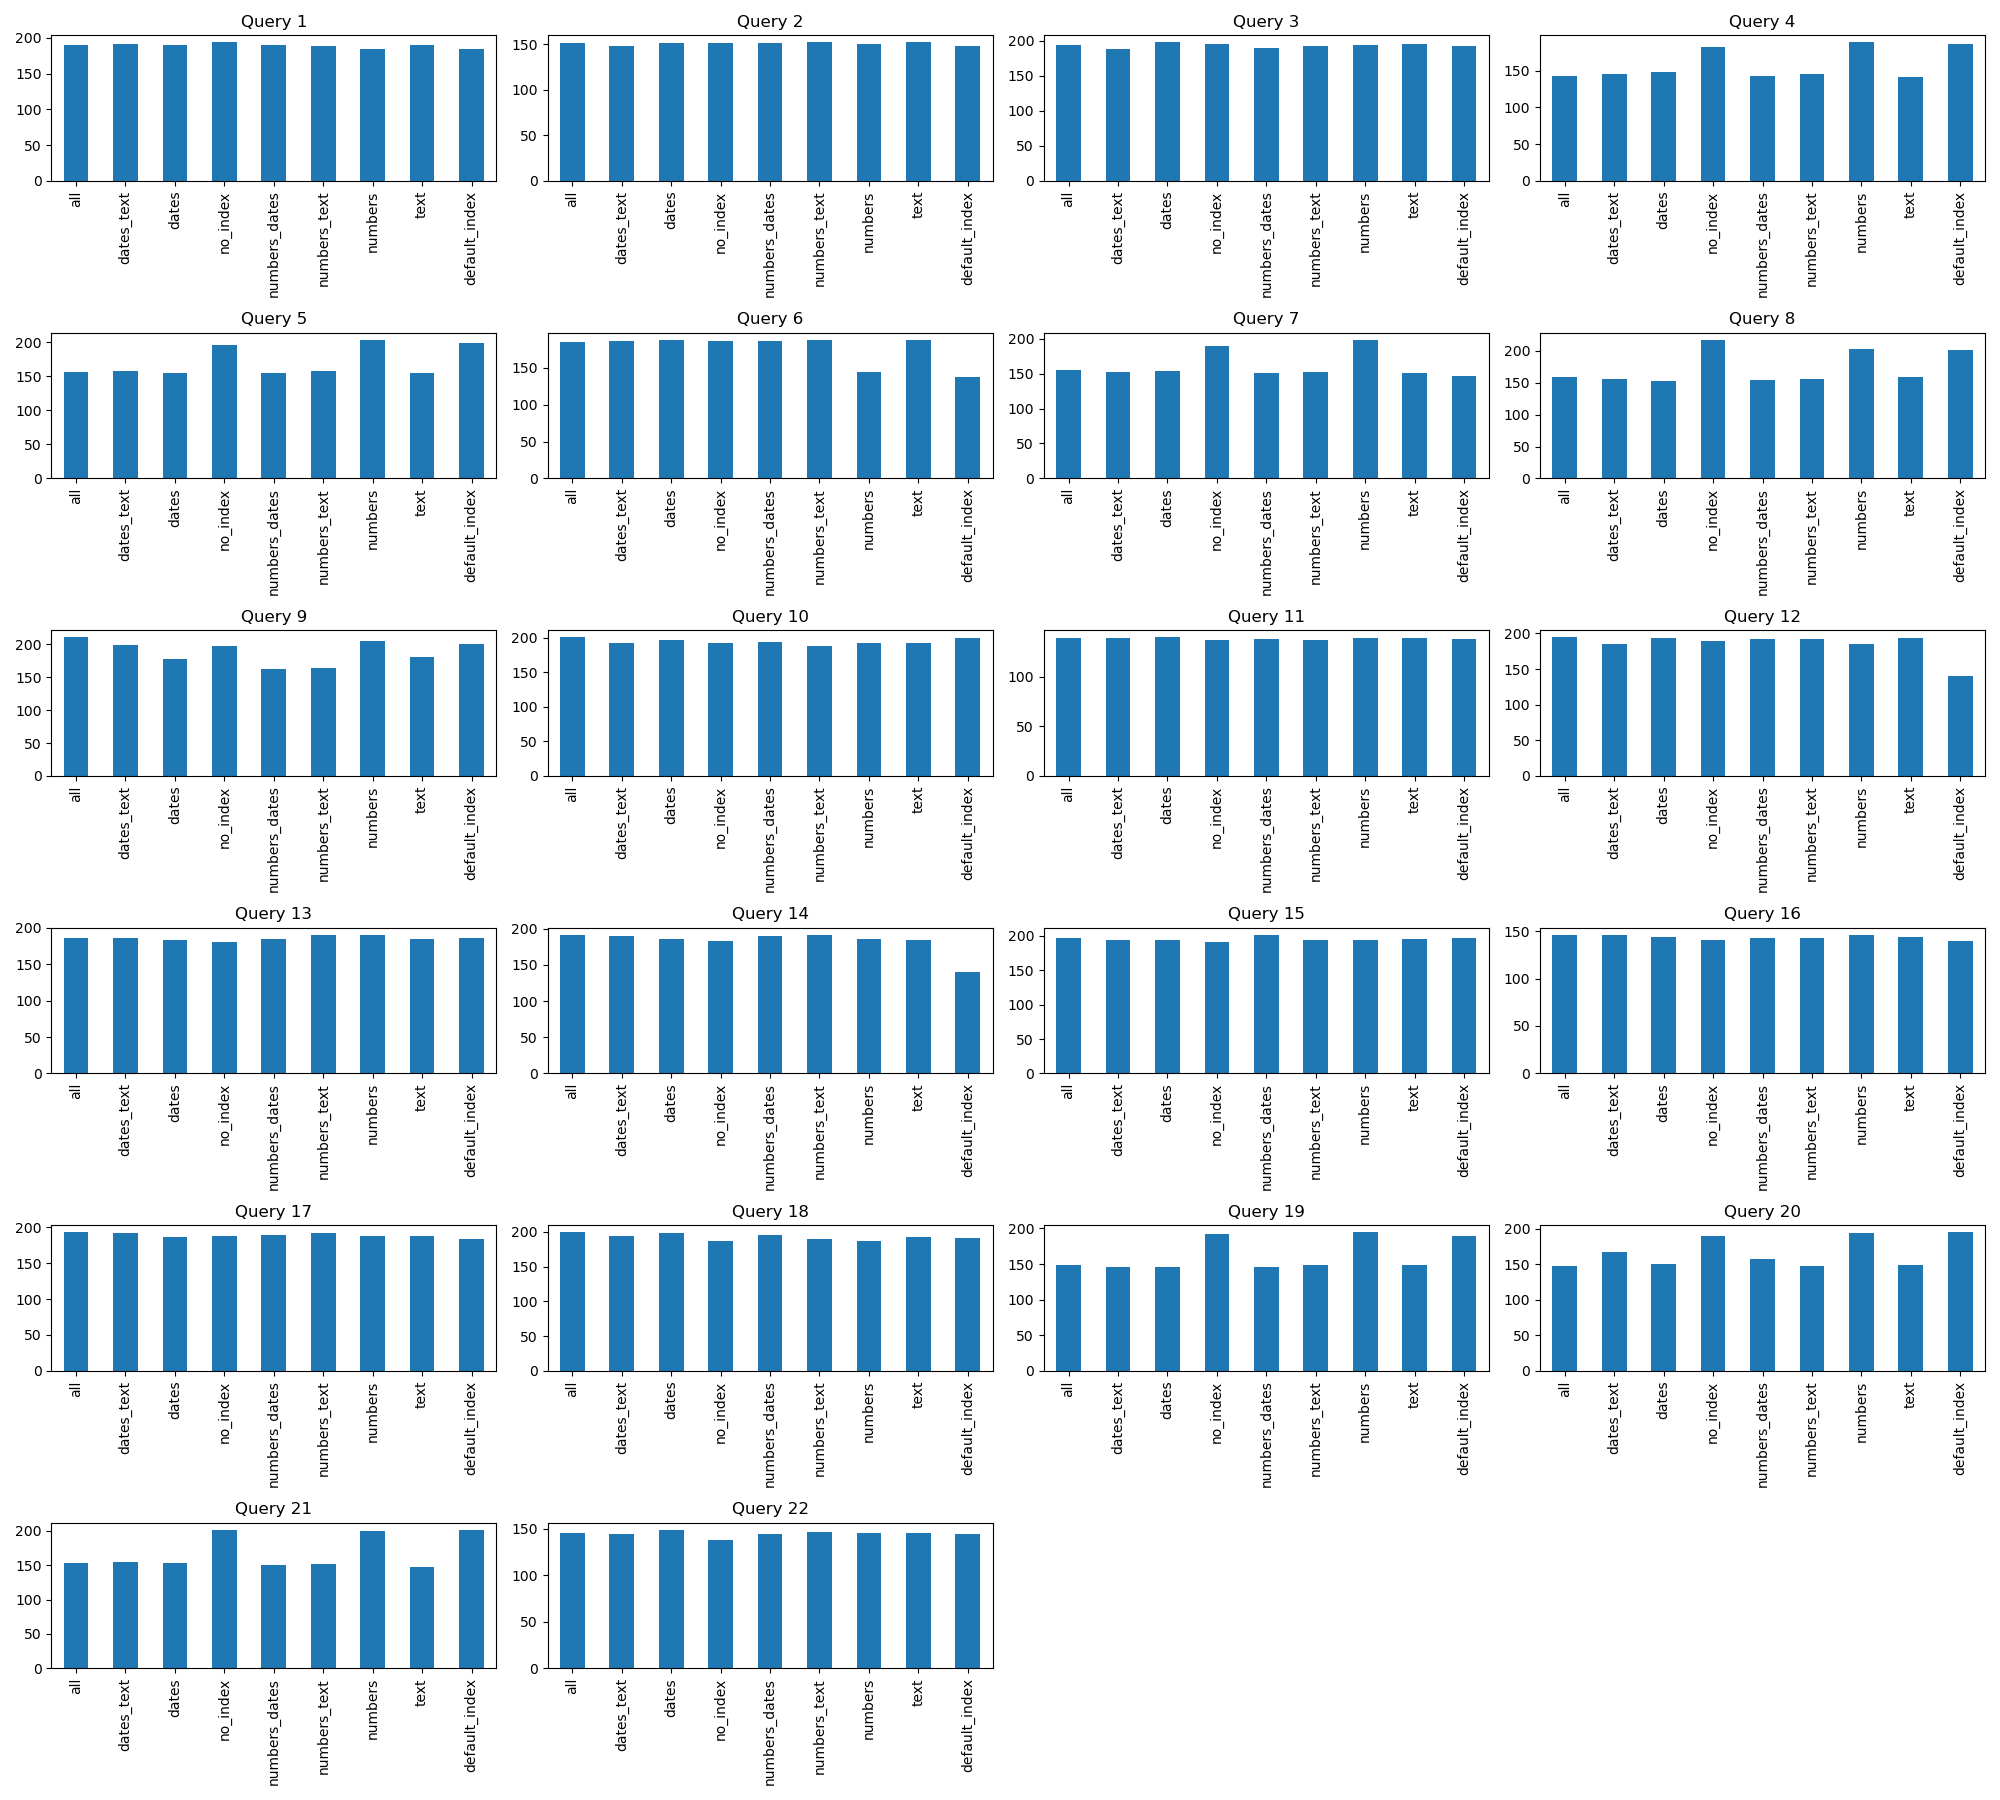 Query 1
200
150
100
50
0
all
dates_text
dates
no_index
numbers_dates
numbers_text
numbers
text
default_index
Query 2
150
100
50
0
all
dates_text
dates
no_index
numbers_dates
numbers_text
numbers
text
default_index
Query 3
200
150
100
50
0
all
dates_text
dates
no_index
numbers_dates
numbers_text
numbers
text
default_index
Query 4
150
100
50
0
all
dates_text
dates
no_index
numbers_dates
numbers_text
numbers
text
default_index
Query 5
200
150
100
50
0
all
dates_text
dates
no_index
numbers_dates
numbers_text
numbers
text
default_index
Query 6
150
100
50
0
all
dates_text
dates
no_index
numbers_dates
numbers_text
numbers
text
default_index
Query 7
200
150
100
50
0
all
dates_text
dates
no_index
numbers_dates
numbers_text
numbers
text
default_index
Query 8
200
150
100
50
0
all
dates_text
dates
no_index
numbers_dates
numbers_text
numbers
text
default_index
Query 9
200
150
100
50
0
all
dates_text
dates
no_index
numbers_dates
numbers_text
numbers
text
default_index
Query 10
200
150
100
50
0
all
dates_text
dates
no_index
numbers_dates
numbers_text
numbers
text
default_index
Query 11
100
50
0
all
dates_text
dates
no_index
numbers_dates
numbers_text
numbers
text
default_index
Query 12
200
150
100
50
0
all
dates_text
dates
no_index
numbers_dates
numbers_text
numbers
text
default_index
Query 13
200
150
100
50
0
all
dates_text
dates
no_index
numbers_dates
numbers_text
numbers
text
default_index
Query 14
200
150
100
50
0
all
dates_text
dates
no_index
numbers_dates
numbers_text
numbers
text
default_index
Query 15
200
150
100
50
0
all
dates_text
dates
no_index
numbers_dates
numbers_text
numbers
text
default_index
Query 16
150
100
50
0
all
dates_text
dates
no_index
numbers_dates
numbers_text
numbers
text
default_index
Query 17
200
150
100
50
0
all
dates_text
dates
no_index
numbers_dates
numbers_text
numbers
text
default_index
Query 18
200
150
100
50
0
all
dates_text
dates
no_index
numbers_dates
numbers_text
numbers
text
default_index
Query 19
200
150
100
50
0
all
dates_text
dates
no_index
numbers_dates
numbers_text
numbers
text
default_index
Query 20
200
150
100
50
0
all
dates_text
dates
no_index
numbers_dates
numbers_text
numbers
text
default_index
Query 21
200
150
100
50
0
all
dates_text
dates
no_index
numbers_dates
numbers_text
numbers
text
default_index
Query 22
150
100
50
0
all
dates_text
dates
no_index
numbers_dates
numbers_text
numbers
text
default_index